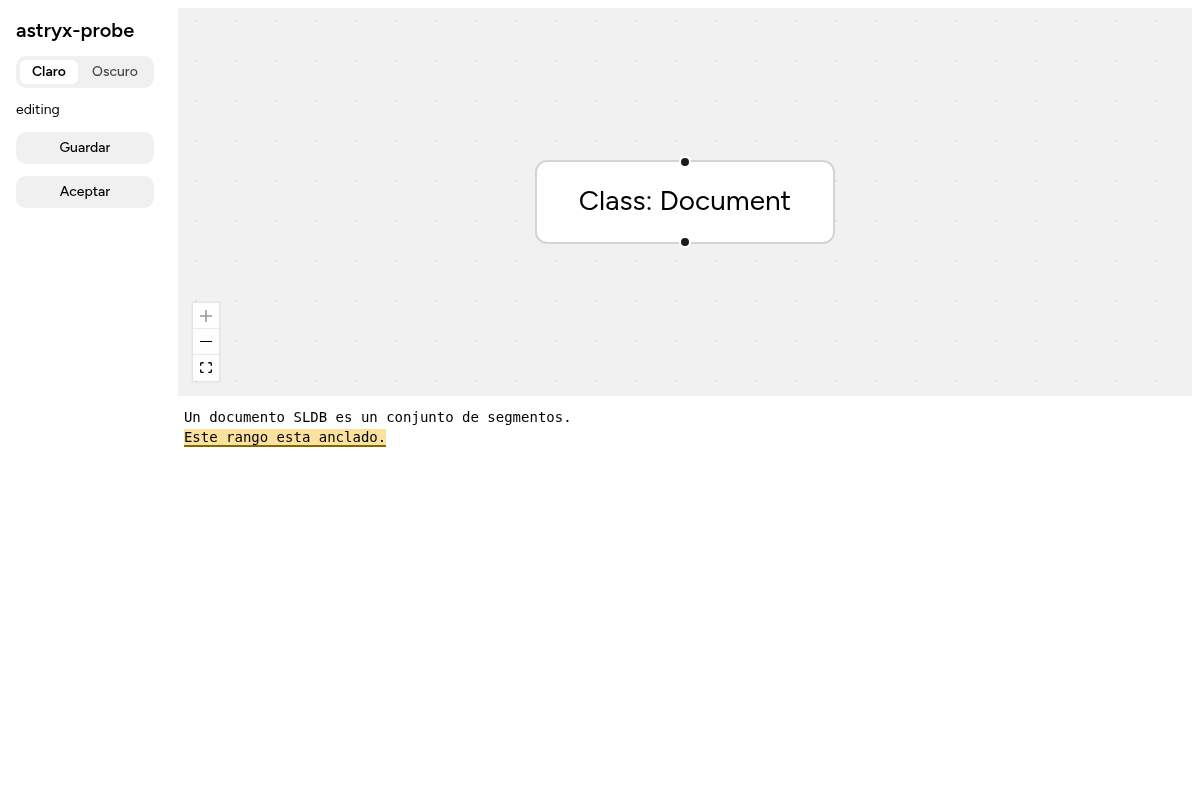 astryx-probe
Claro Oscuro
editing
Guardar
Aceptar
Class: Document
Un documento SLDB es un conjunto de segmentos.
Este rango esta anclado.